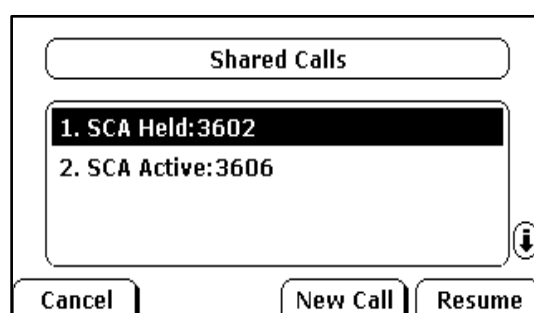 Shared Calls
1. SCA Held:3602
2. SCA Active:3606
Cancel New Call Resume